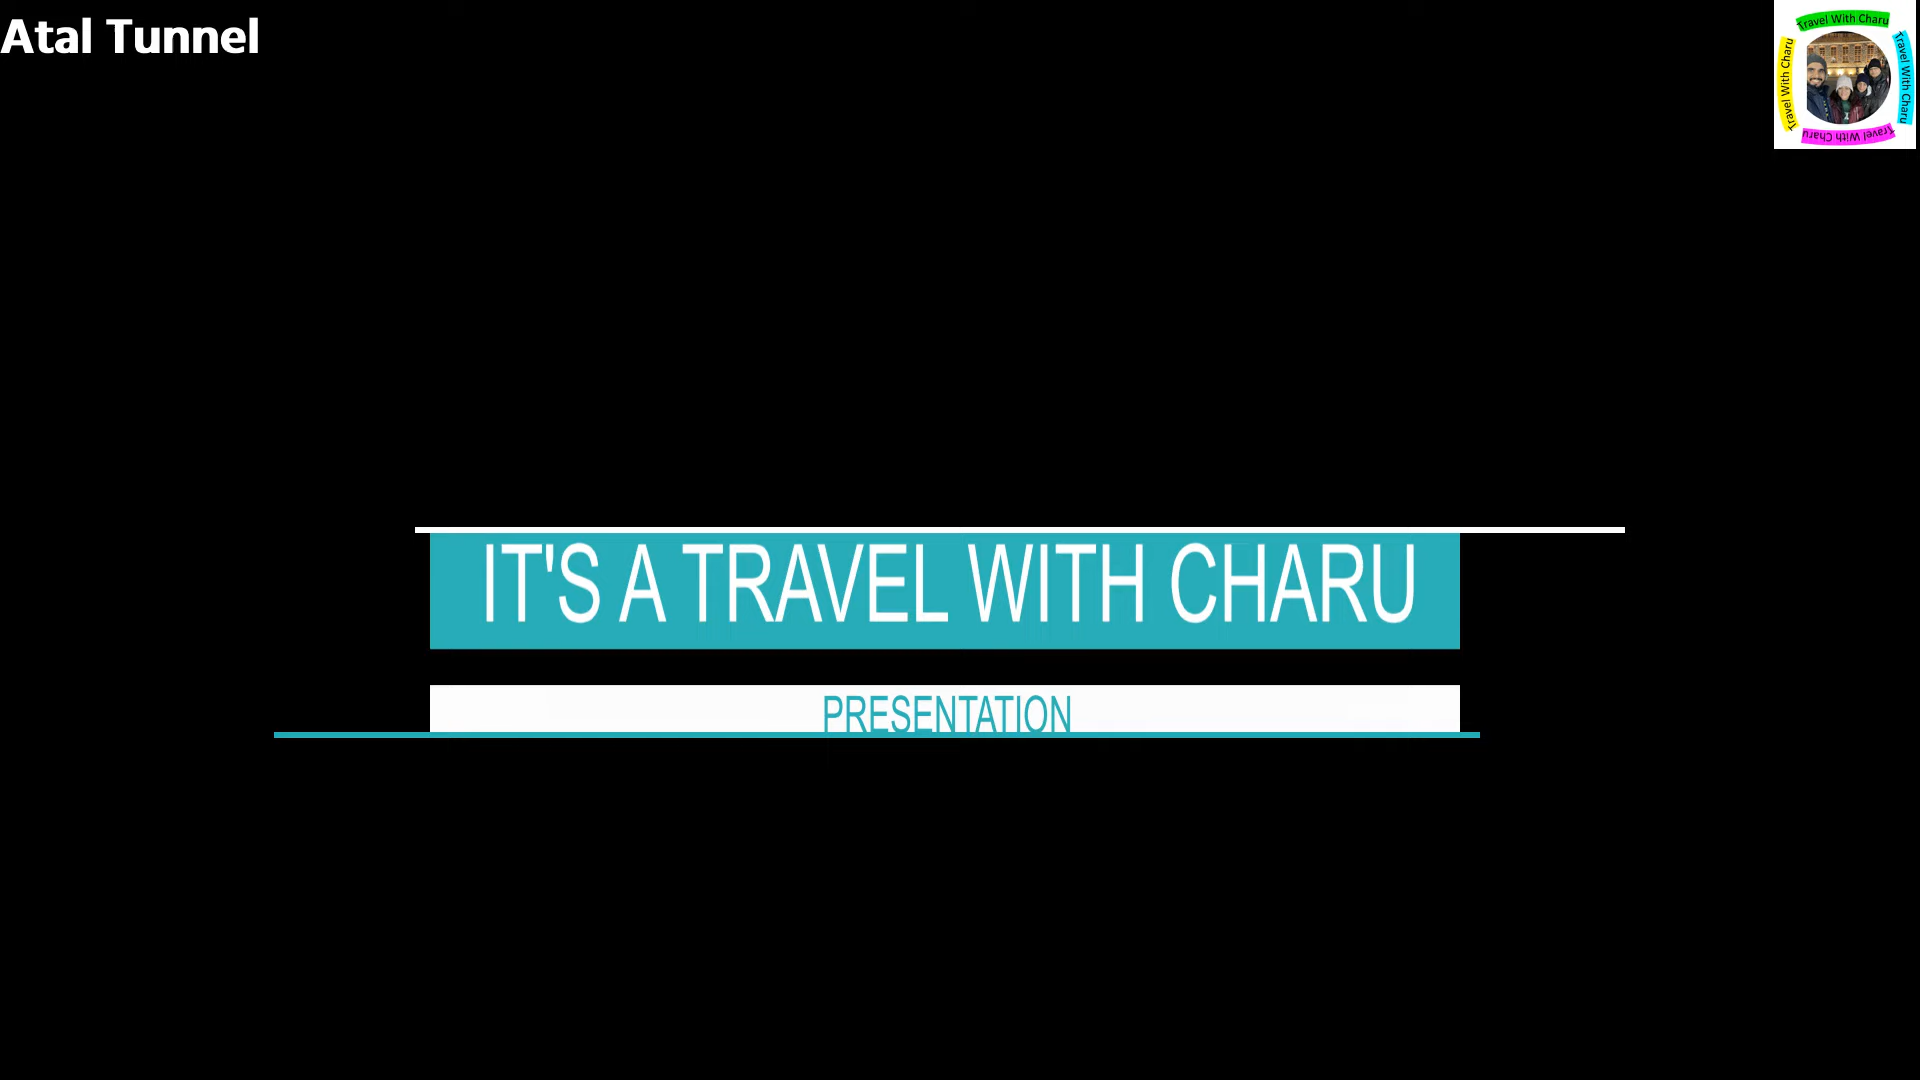 Atal Tunnel
Travel With Charu
Travel With Charu
Travel With Charu
Travel With Charu
IT'S A TRAVEL WITH CHARU
PRESENTATION